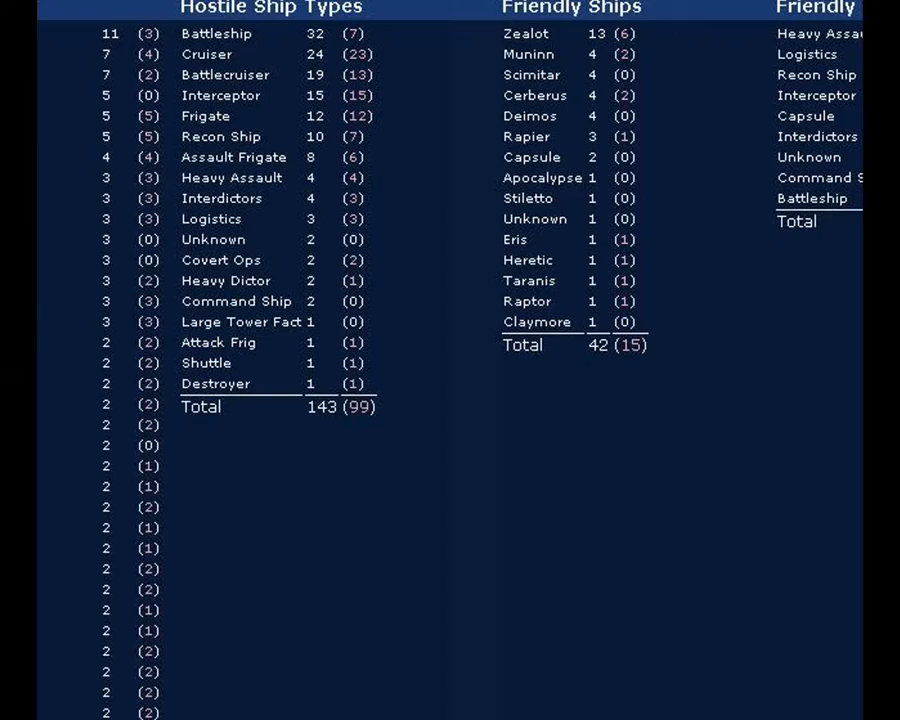 Hostile Ship Types Friendly Ships Friendly
11 (3) Battleship 32 (7) Zealot 13 (6)
7 (4) Cruiser 24 (23) Muninn 4 (2) Logistics
7 (2) Battlecruiser 19 (13) Scimitar 4 (0) Recon Ship
5 (0) Interceptor 15 (15) Cerberus 4 (2) Interceptor
5 (5) Frigate 12 (12) Deimos 4 (0) Capsule
5 (5) Recon Ship 10 (7) Rapier 3 (1) Interdictors
4 (4) Assault Frigate 8 (6) Capsule 2 (0) Unknown
3 (3) Heavy Assault 4 (4) Apocalypse 1 (0) Command S
3 (3) Interdictors 4 (3) Stiletto 1 (0) Battleship
3 (3) Logistics 3 (3) Unknown 1 (0) Total
3 (0) Unknown 2 (0) Eris 1 (1)
3 (0) Covert Ops 2 (2) Heretic 1 (1)
3 (2) Heavy Dictor 2 (1) Taranis 1 (1)
3 (3) Command Ship 2 (0) Raptor 1 (1)
3 (3) Large Tower Fact 1 (0) Claymore 1 (0)
2 (2) Attack Frig 1 (1) Total 42 (15)
2 (2) Shuttle 1 (1)
2 (2) Destroyer 1 (1)
2 (2) Total 143 (99)
2 (2)
2 (0)
2 (1)
2 (1)
2 (2)
2 (1)
2 (1)
2 (2)
2 (2)
2 (1)
2 (1)
2 (2)
2 (2)
2 (2)
2 (2)